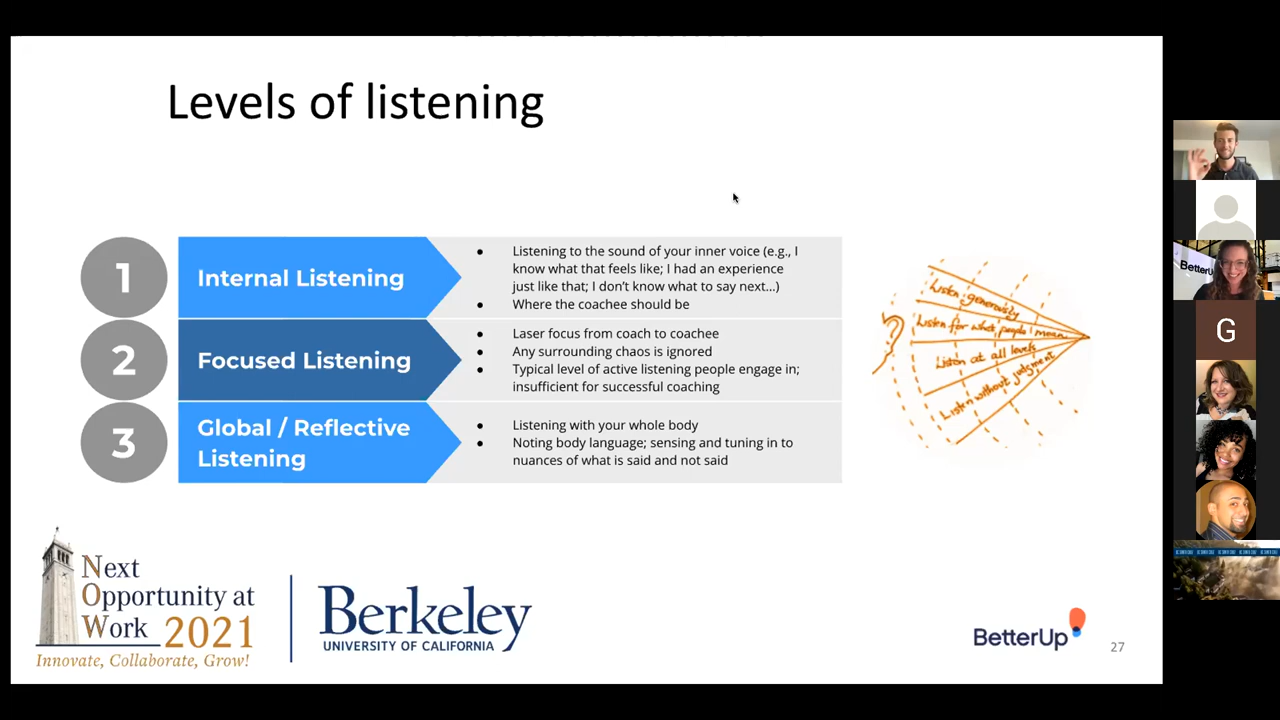 Levels of listening
1
Internal Listening
Listening to the sound of your inner voice (e.g., I
know what that feels like; I had an experience
just like that; I don't know what to say next...)
Where the coachee should be
2
Focused Listening
Laser focus from coach to coachee
Any surrounding chaos is ignored
Typical level of active listening people engage in;
insufficient for successful coaching
3
Global / Reflective
Listening
Listening with your whole body
Noting body language; sensing and tuning in to
nuances of what is said and not said
Listen generously
Listen for what people mean
Listen at all levels
Listen without judgment
Next
Opportunity at
Work 2021
Innovate, Collaborate, Grow!
Berkeley
UNIVERSITY OF CALIFORNIA
BetterUp
27
G